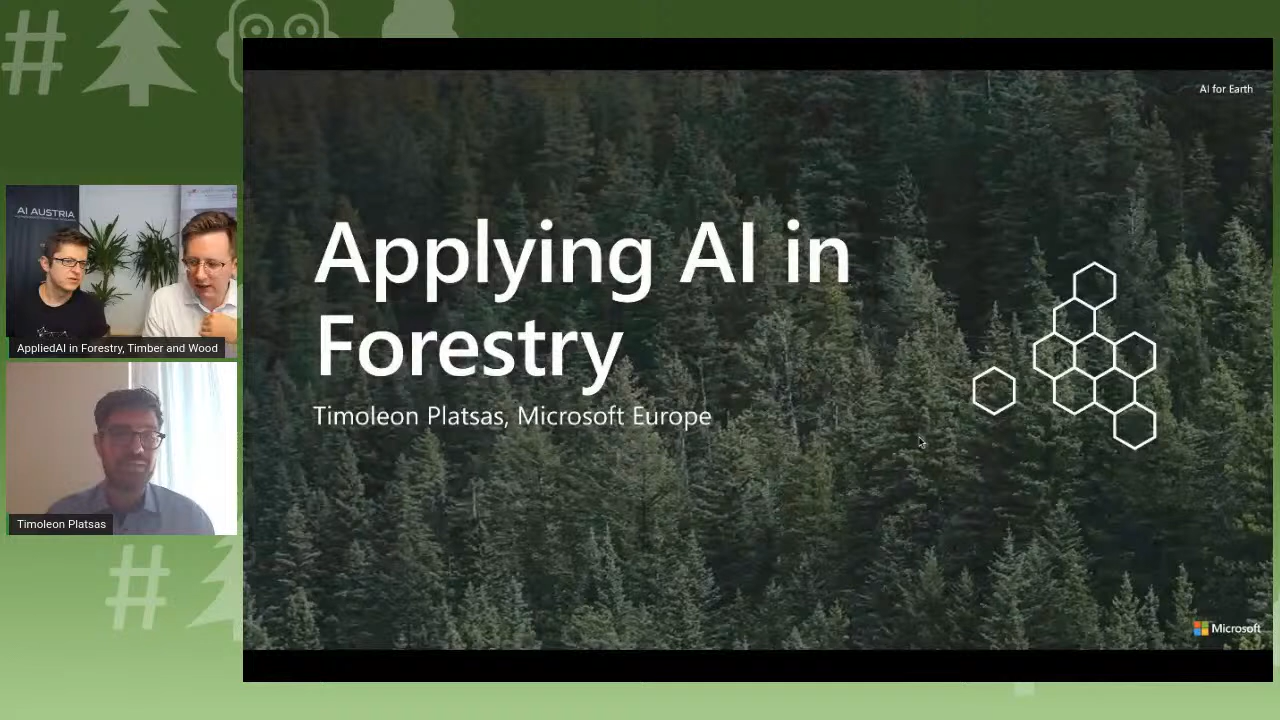 AI for Earth
Applying AI in
Forestry
Timoleon Platsas, Microsoft Europe
Microsoft
AI AUSTRIA
AppliedAI in Forestry, Timber and Wood
Timoleon Platsas
# #